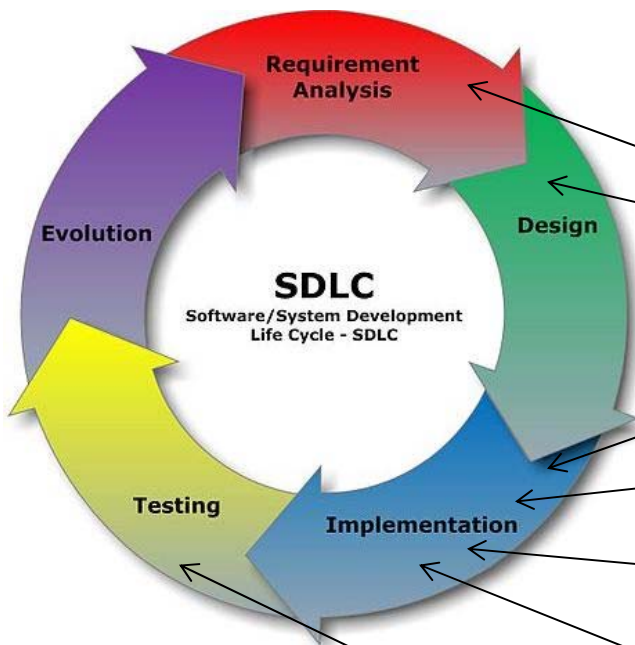 Requirement
Analysis
Design
Evolution
SDLC
Software/System Development
Life Cycle - SDLC
Testing
Implementation